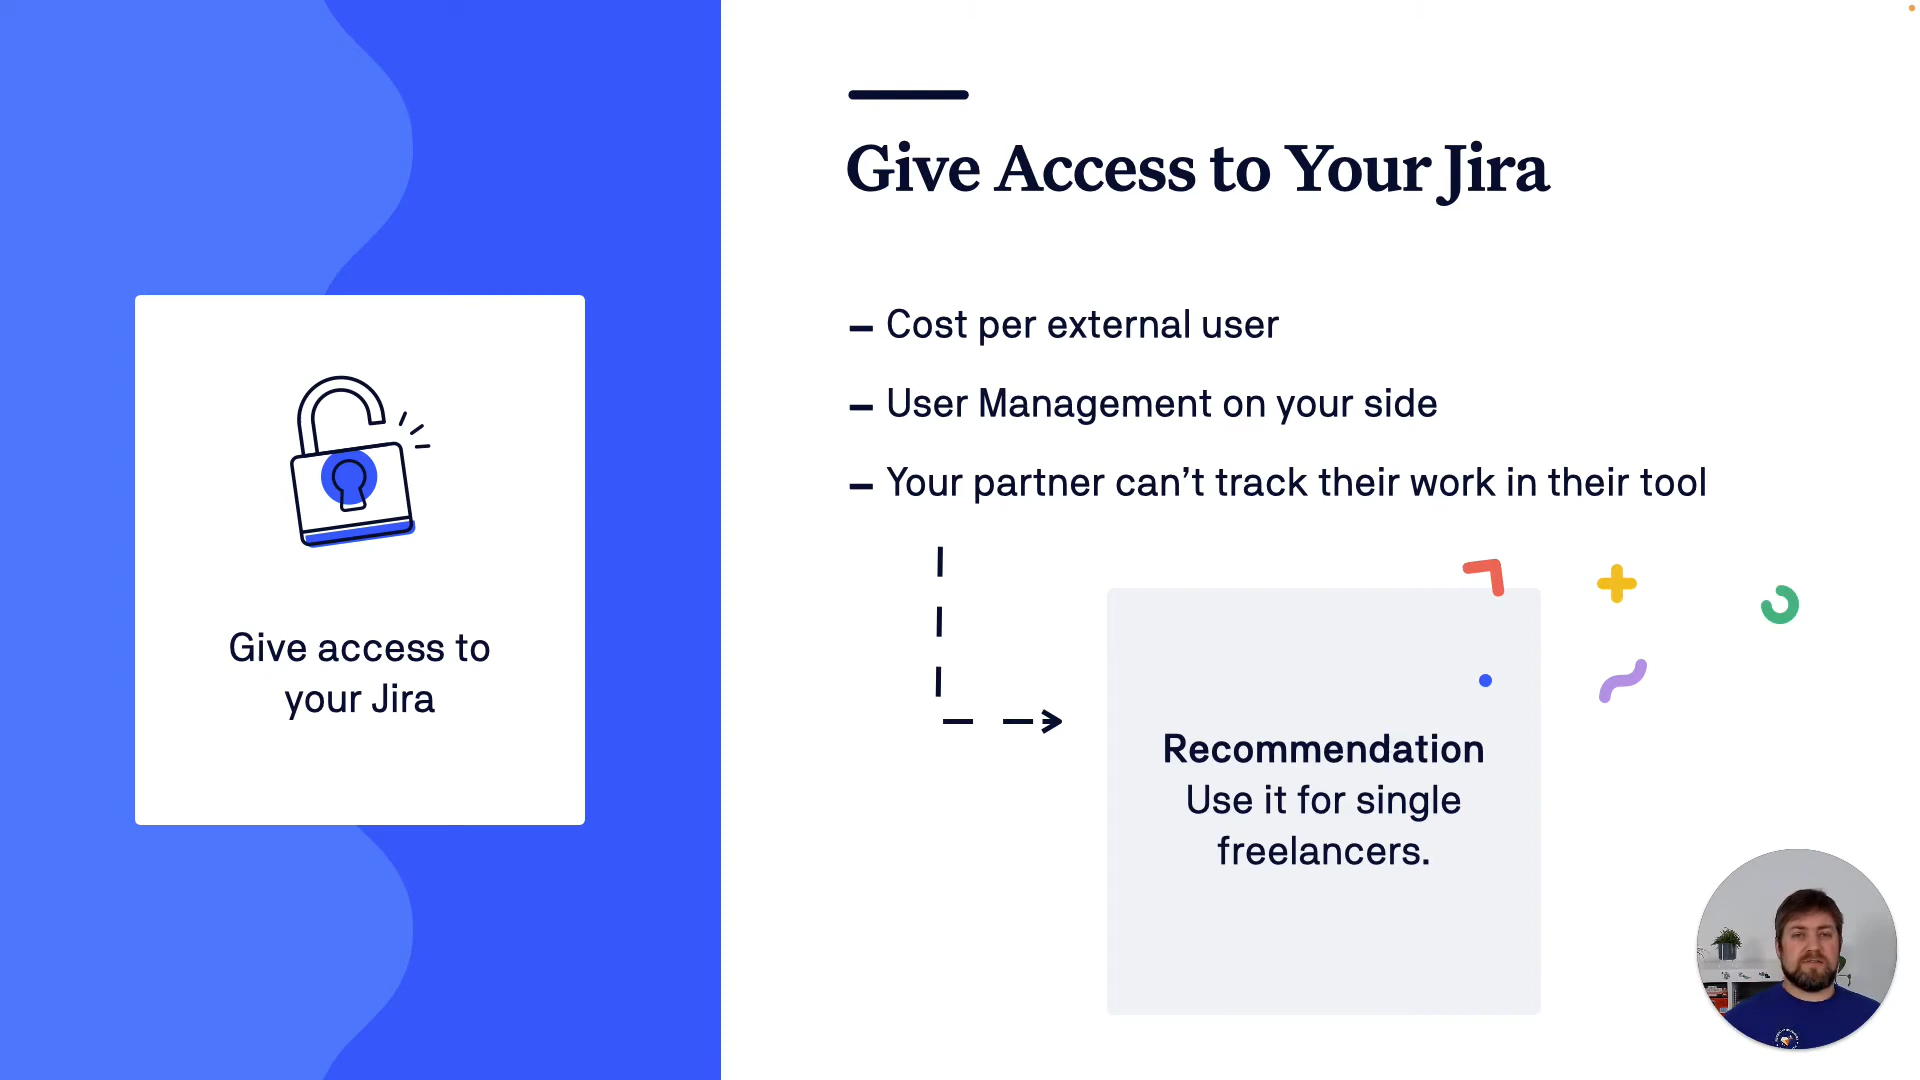 Give access to
your Jira
Give Access to Your Jira
– Cost per external user
– User Management on your side
– Your partner can’t track their work in their tool
Recommendation
Use it for single
freelancers.